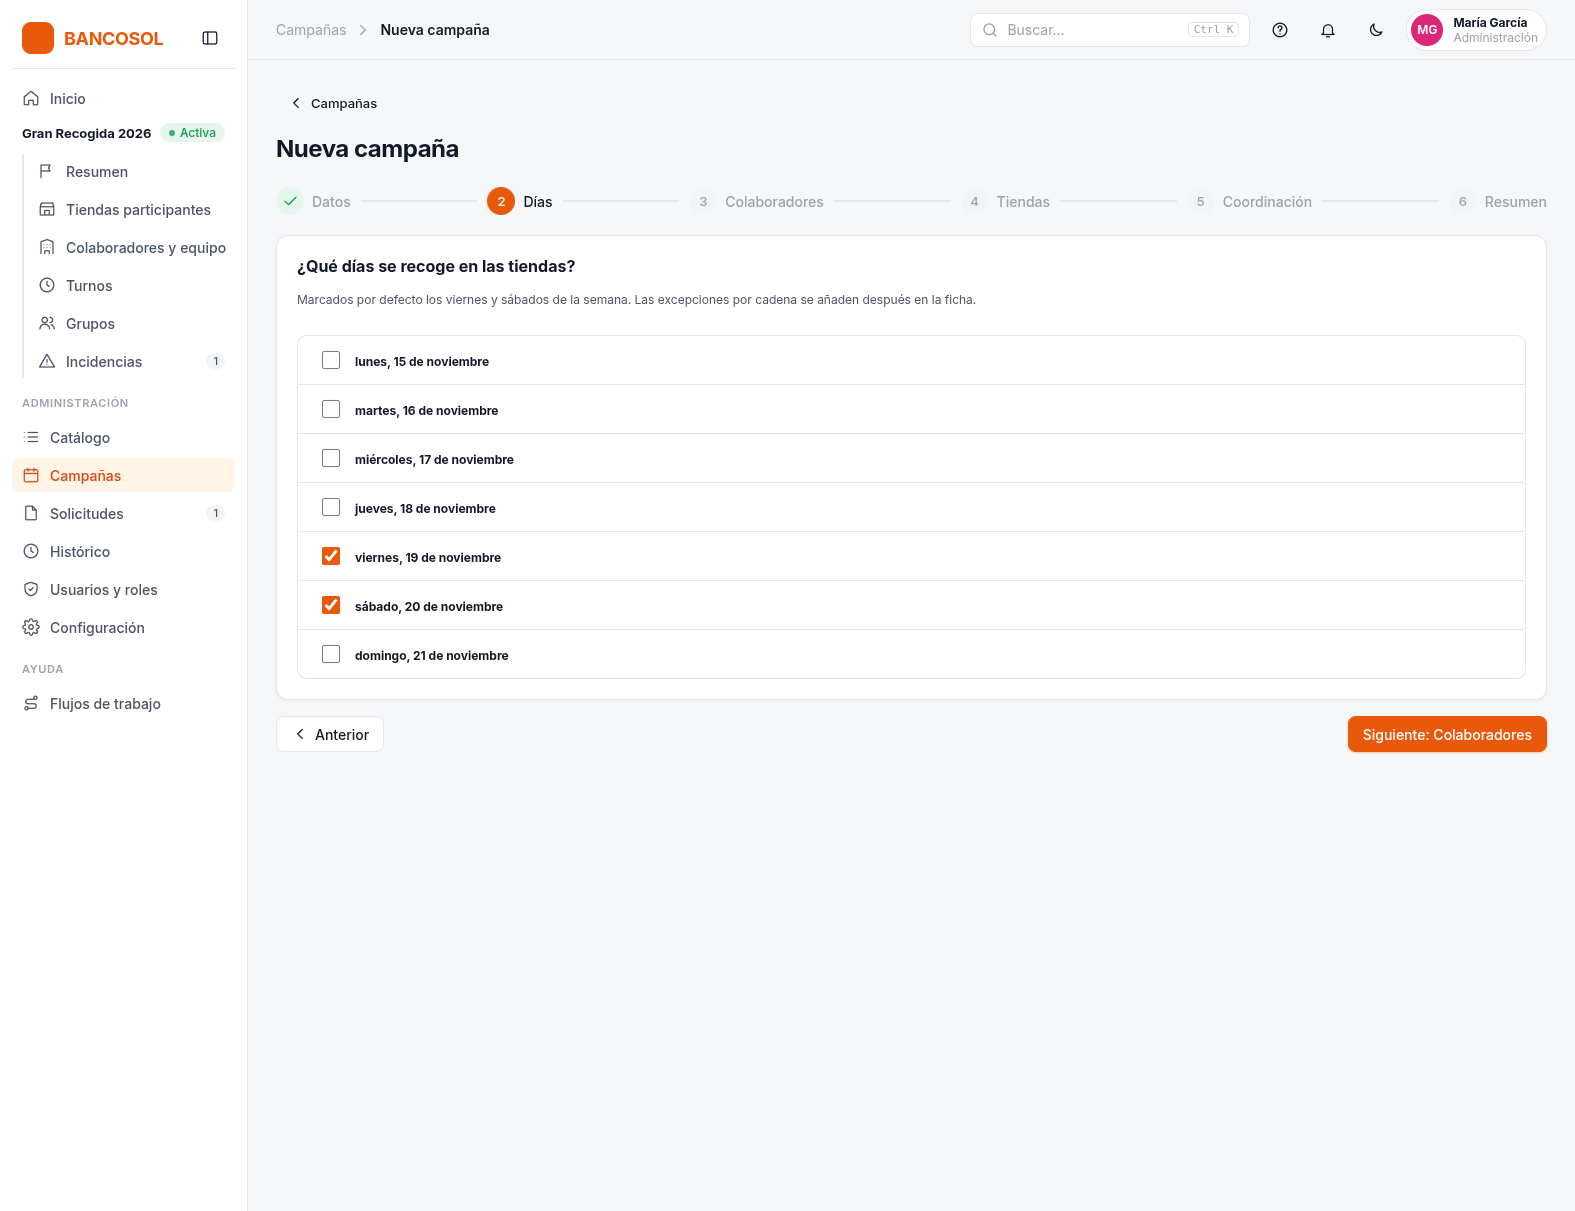 BANCOSOL
Inicio
Gran Recogida 2026 Activa
Resumen
Tiendas participantes
Colaboradores y equipo
Turnos
Grupos
Incidencias 1
ADMINISTRACIÓN
Catálogo
Campañas
Solicitudes 1
Histórico
Usuarios y roles
Configuración
AYUDA
Flujos de trabajo
Campañas Nueva campaña
Buscar... Ctrl K
MG
María García
Administración
Campañas
Nueva campaña
Datos 2 Días 3 Colaboradores 4 Tiendas 5 Coordinación 6 Resumen
¿Qué días se recoge en las tiendas?
Marcados por defecto los viernes y sábados de la semana. Las excepciones por cadena se añaden después en la ficha.
lunes, 15 de noviembre
martes, 16 de noviembre
miércoles, 17 de noviembre
jueves, 18 de noviembre
viernes, 19 de noviembre
sábado, 20 de noviembre
domingo, 21 de noviembre
Anterior
Siguiente: Colaboradores